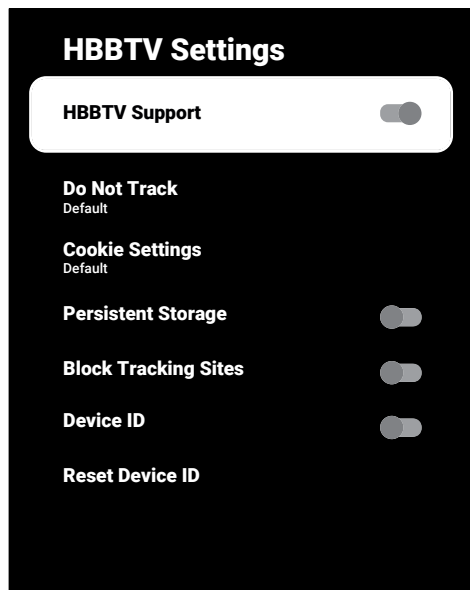 HBBTV Settings
HBBTV Support
Do Not Track
Default
Cookie Settings
Default
Persistent Storage
Block Tracking Sites
Device ID
Reset Device ID